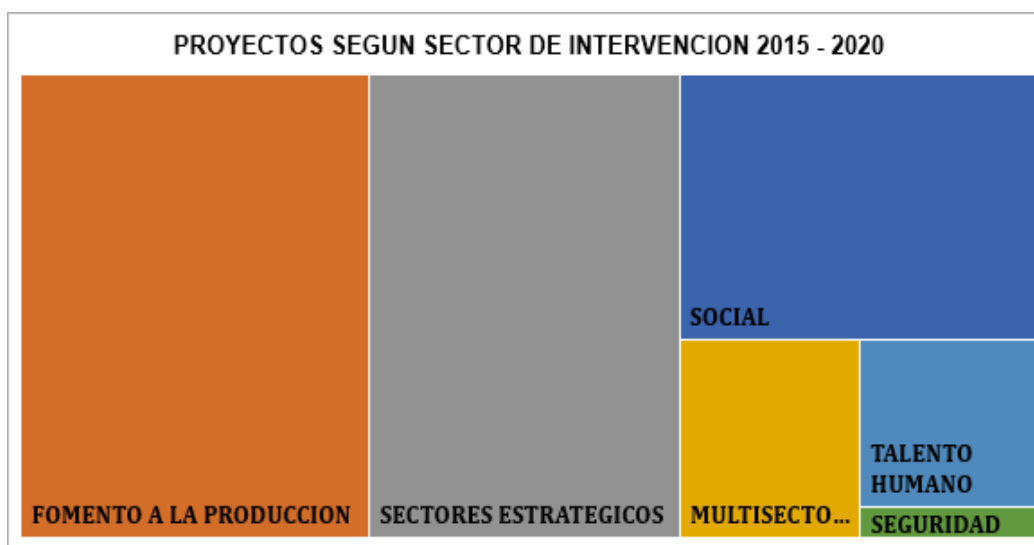 PROYECTOS SEGUN SECTOR DE INTERVENCION 2015 - 2020
SOCIAL
TALENTO
HUMANO
FOMENTO A LA PRODUCCION
SECTORES ESTRATEGICOS
MULTISECTO...
SEGURIDAD